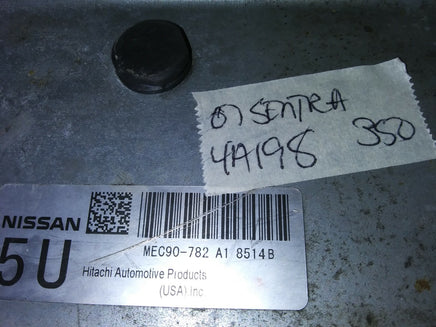 07 SENTRA
4A198 350
NISSAN
5U
MEC90-782 A1 8514B
Hitachi Automotive Products
(USA),Inc.